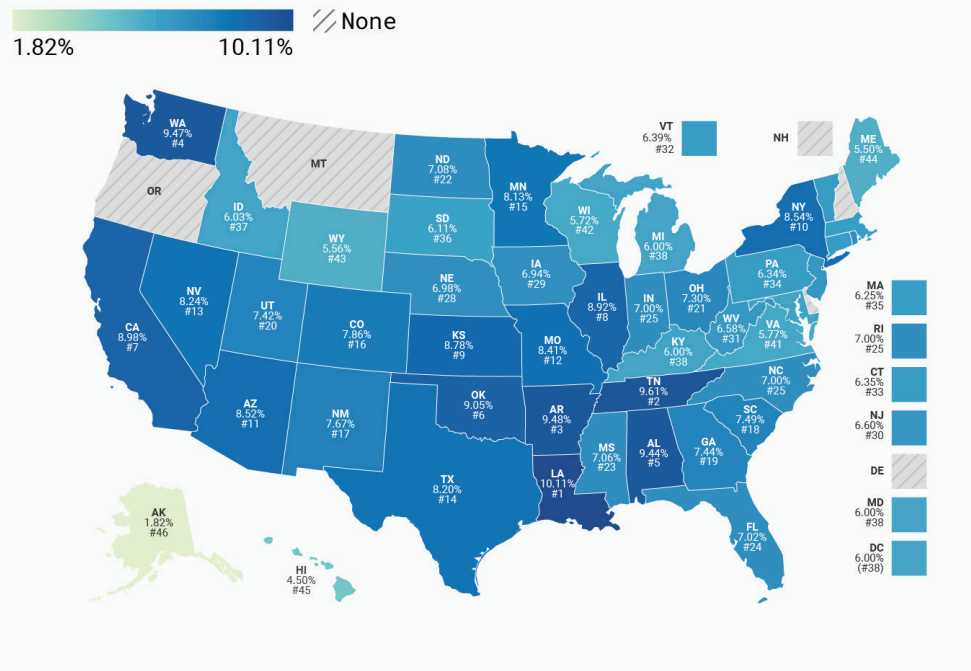 None
1.82%
10.11%
WA
9.47%
#4
MT
OR
ID
6.03%
#37
WY
5.56%
#43
ND
7.08%
#22
SD
6.11%
#36
NE
6.98%
#28
MN
8.13%
#15
IA
6.94%
#29
WI
5.72%
#42
MI
6.00%
#38
VT
6.39%
#32
NH
ME
5.50%
#44
NY
8.54%
#10
PA
6.34%
#34
NV
8.24%
#13
UT
7.42%
#20
CO
7.86%
#16
CA
8.98%
#7
KS
8.78%
#9
MO
8.41%
#12
IL
8.92%
#8
IN
7.00%
#25
OH
7.30%
#21
WV
6.58%
#31
VA
5.77%
#41
KY
6.00%
#38
NC
7.00%
#25
TN
9.61%
#2
SC
7.49%
#18
AZ
8.52%
#11
NM
7.67%
#17
OK
9.05%
#6
AR
9.48%
#3
MS
7.06%
#23
AL
9.44%
#5
GA
7.44%
#19
TX
8.20%
#14
LA
10.11%
#1
FL
7.02%
#24
AK
1.82%
#46
HI
4.50%
#45
MA
6.25%
#35
RI
7.00%
#25
CT
6.35%
#33
NJ
6.60%
#30
DE
MD
6.00%
#38
DC
6.00%
(#38)